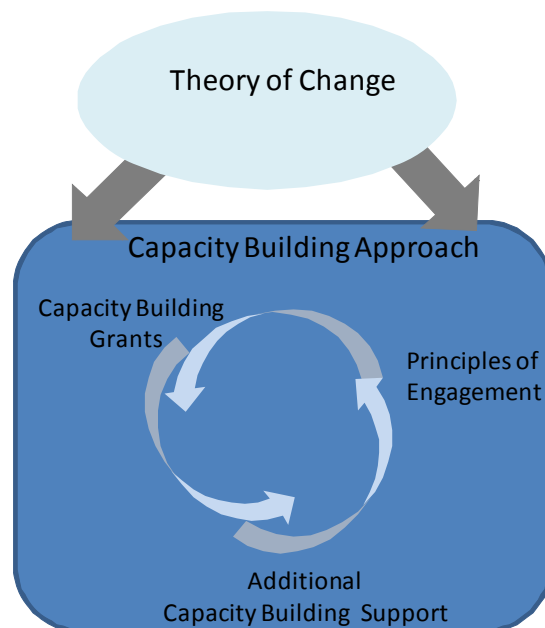 Theory of Change
Capacity Building Approach
Capacity Building
Grants
Principles of
Engagement
Additional
Capacity Building Support